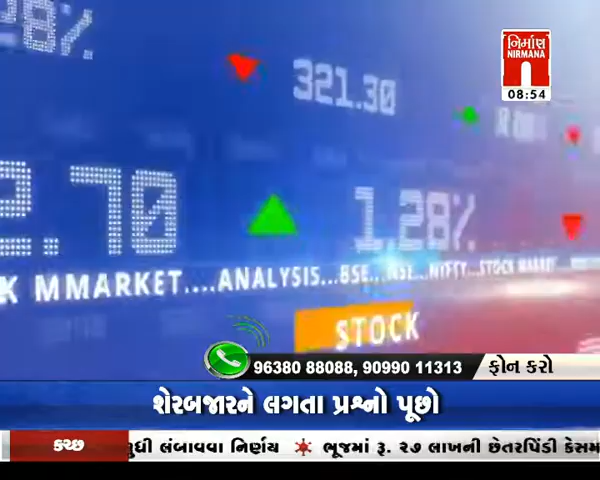 28%
નિર્માણ
NIRMANA
08:54
321.30
2.70
1.28%
K MMARKET....ANALYSIS...BSE...NSE...NIFTY...STOCK MARKET
STOCK
96380 88088, 90990 11313
ફોન કરો
શેરબજારને લગતા પ્રશ્નો પૂછો
કચ્છ
સુધી લંબાવવા નિર્ણય ભૂજમાં રૂ. ૨૭ લાખની છેતરપિંડી કેસમ